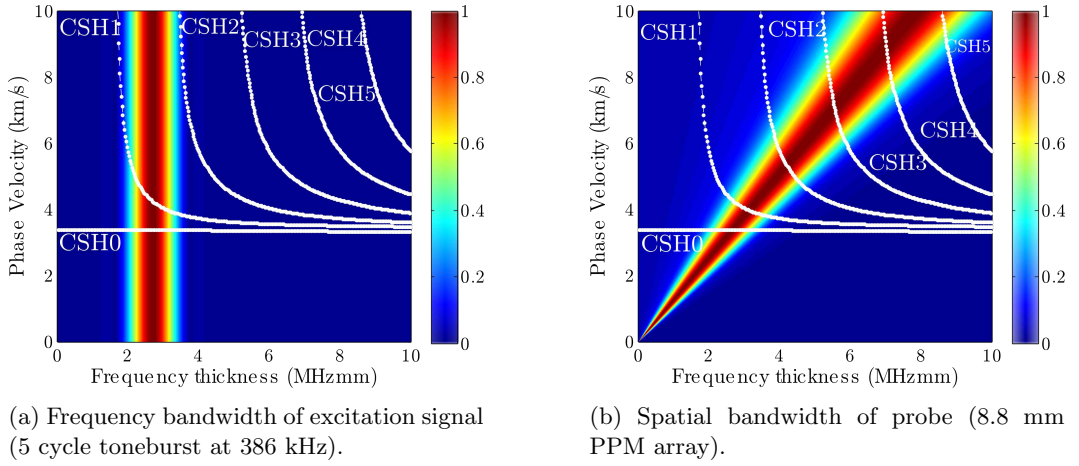 CSH1
CSH2
CSH3
CSH4
CSH5
CSH0
Phase Velocity (km/s)
10
8
6
4
2
0
0
2
4
6
8
10
Frequency thickness (MHzmm)
1
0.8
0.6
0.4
0.2
0
(a) Frequency bandwidth of excitation signal
(5 cycle toneburst at 386 kHz).
CSH1
CSH2
CSH5
CSH4
CSH3
CSH0
Phase Velocity (km/s)
10
8
6
4
2
0
0
2
4
6
8
10
Frequency thickness (MHzmm)
1
0.8
0.6
0.4
0.2
0
(b) Spatial bandwidth of probe (8.8 mm
PPM array).